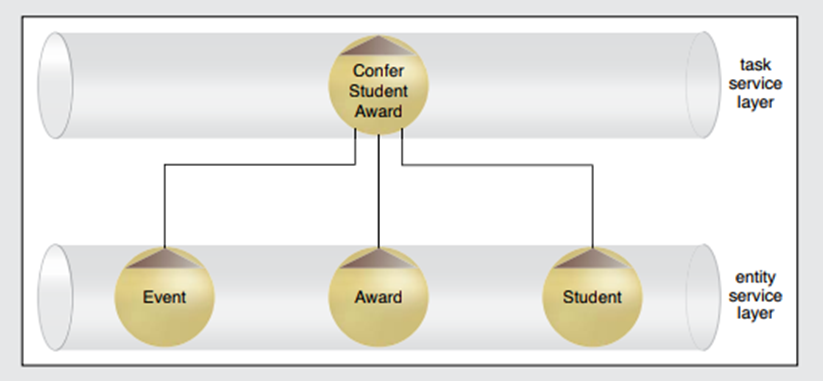 Confer
Student
Award
task
service
layer
Event
Award
Student
entity
service
layer